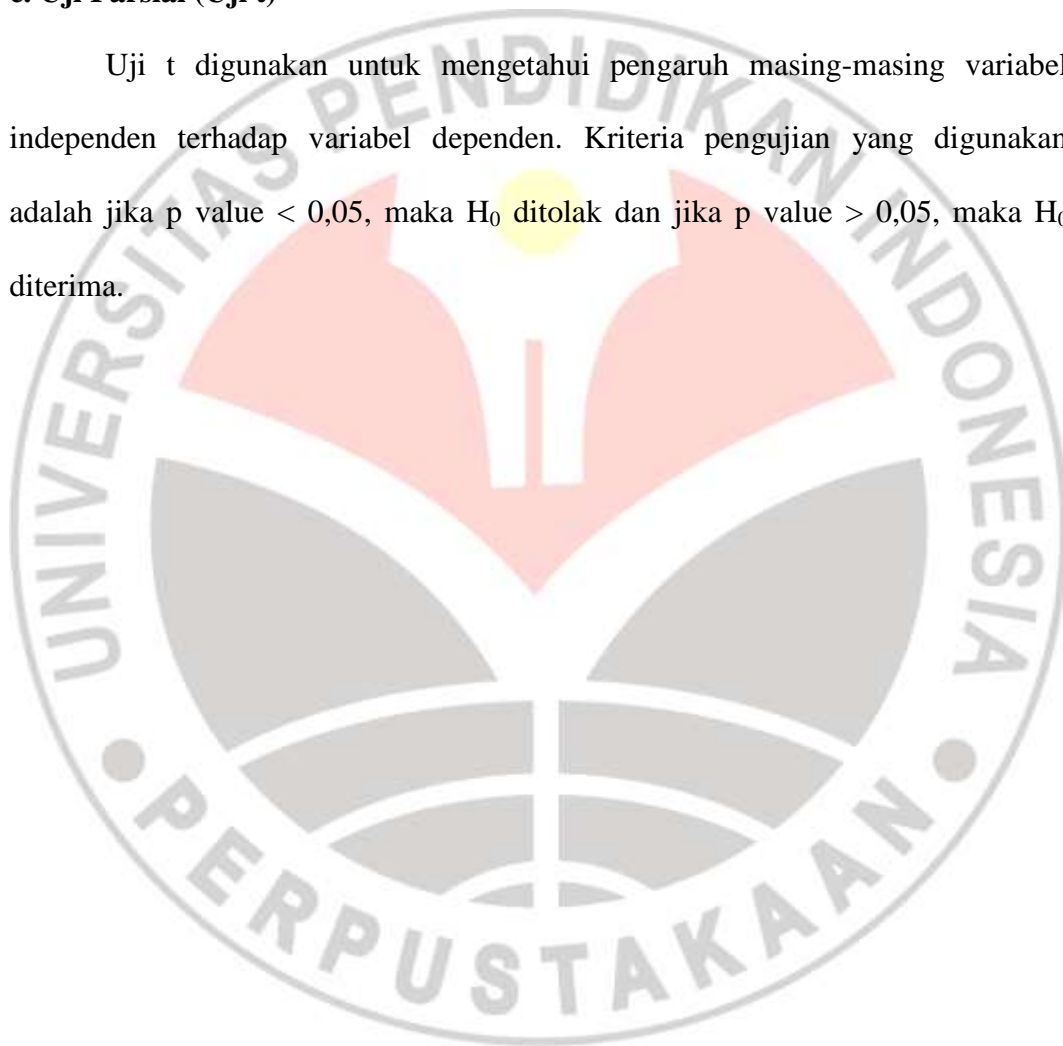 Uji t digunakan untuk mengetahui pengaruh masing-masing variabel
independen terhadap variabel dependen. Kriteria pengujian yang digunakan
adalah jika p value < 0,05, maka H₀ ditolak dan jika p value > 0,05, maka H₀
diterima.
UNIVERSITAS PENDIDIKAN INDONESIA
PERPUSTAKAAN